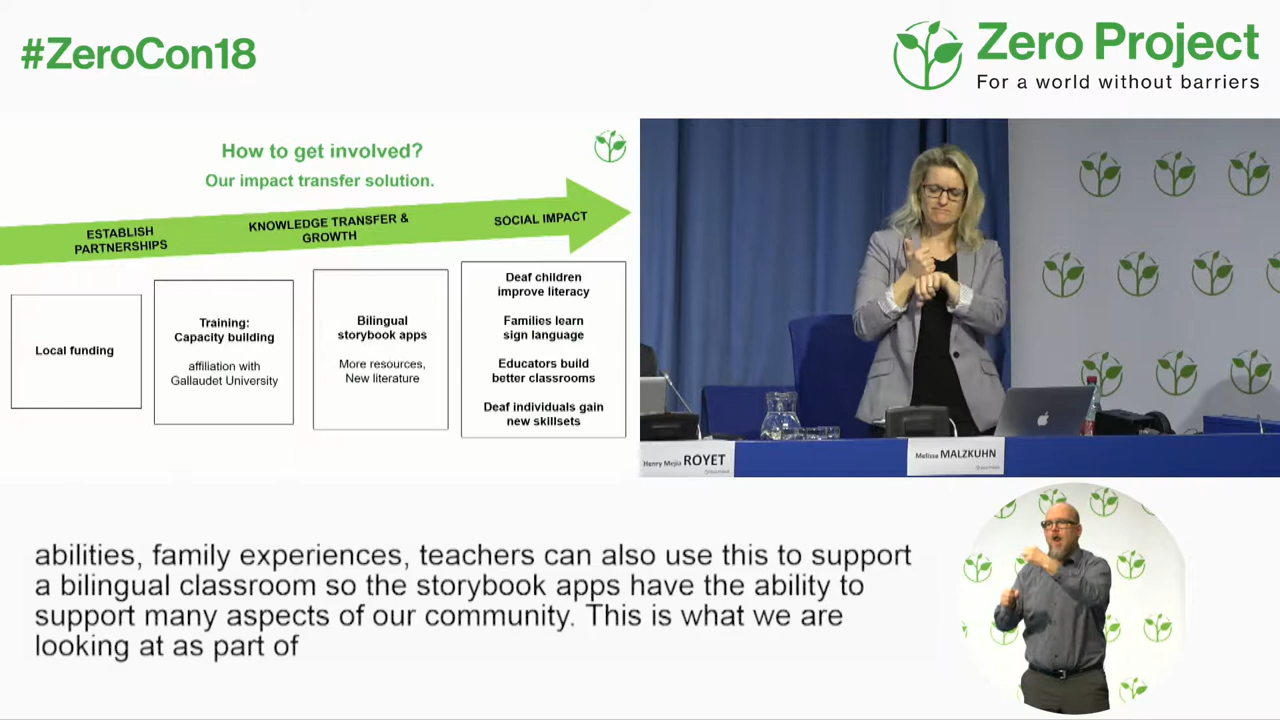 #ZeroCon18
Zero Project
For a world without barriers
How to get involved?
Our impact transfer solution.
ESTABLISH
PARTNERSHIPS
KNOWLEDGE TRANSFER &
GROWTH
SOCIAL IMPACT
Local funding
Training:
Capacity building
affiliation with
Gallaudet University
Bilingual
storybook apps
More resources,
New literature
Deaf children
improve literacy
Families learn
sign language
Educators build
better classrooms
Deaf individuals gain
new skillsets
Henry Mejia ROYET
Melissa MALZKUHN
abilities, family experiences, teachers can also use this to support
a bilingual classroom so the storybook apps have the ability to
support many aspects of our community. This is what we are
looking at as part of